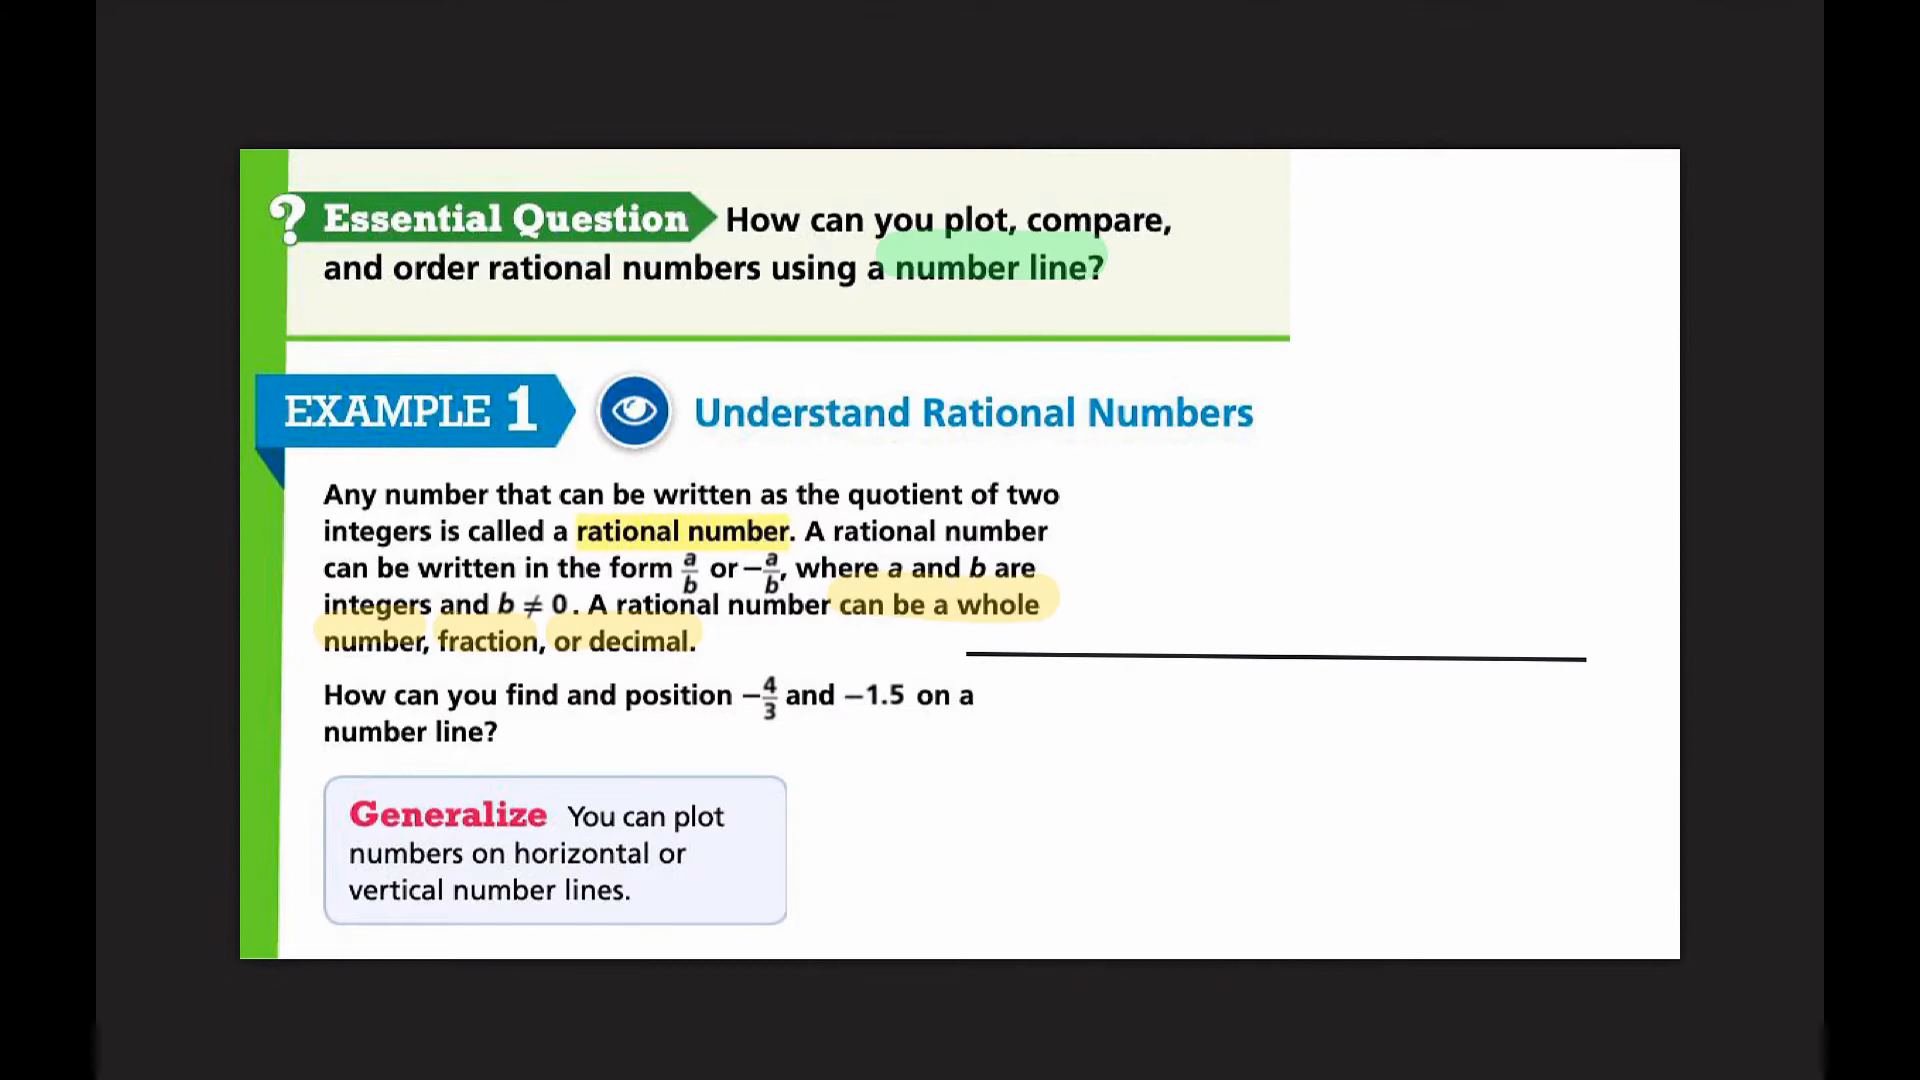 ? Essential Question How can you plot, compare,
and order rational numbers using a number line?
EXAMPLE 1 Understand Rational Numbers
Any number that can be written as the quotient of two
integers is called a rational number. A rational number
can be written in the form a/b or −a/b, where a and b are
integers and b ≠ 0. A rational number can be a whole
number, fraction, or decimal.
How can you find and position −4/3 and −1.5 on a
number line?
Generalize You can plot
numbers on horizontal or
vertical number lines.